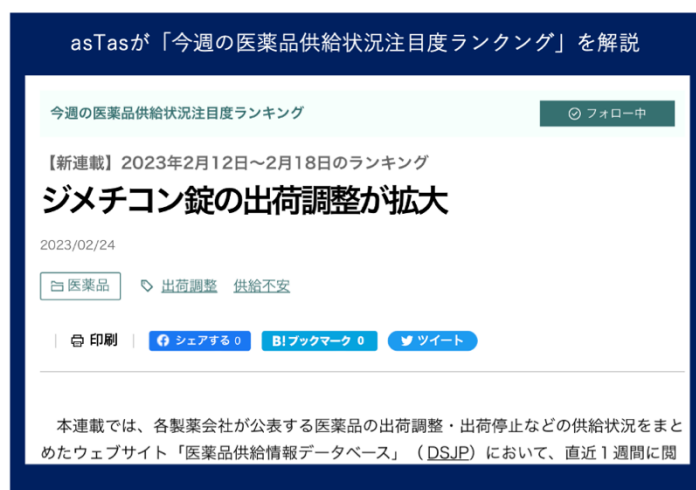 asTasが「今週の医薬品供給状況注目度ランクング」を解説
今週の医薬品供給状況注目度ランキング
フォロー中
【新連載】2023年2月12日～2月18日のランキング
ジメチコン錠の出荷調整が拡大
2023/02/24
医薬品 出荷調整 供給不安
印刷 シェアする 0 B!ブックマーク 0 ツイート
本連載では、各製薬会社が公表する医薬品の出荷調整・出荷停止などの供給状況をまと
めたウェブサイト「医薬品供給情報データベース」（DSJP）において、直近1週間に閲